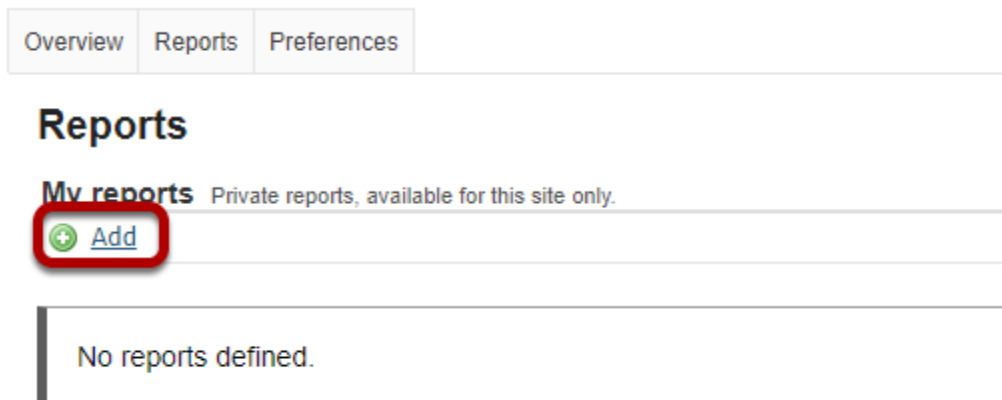 Overview Reports Preferences
Reports
My reports Private reports, available for this site only.
Add
No reports defined.